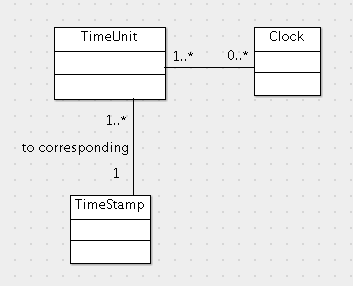 TimeUnit
Clock
1..*
0..*
1..*
to corresponding
1
TimeStamp